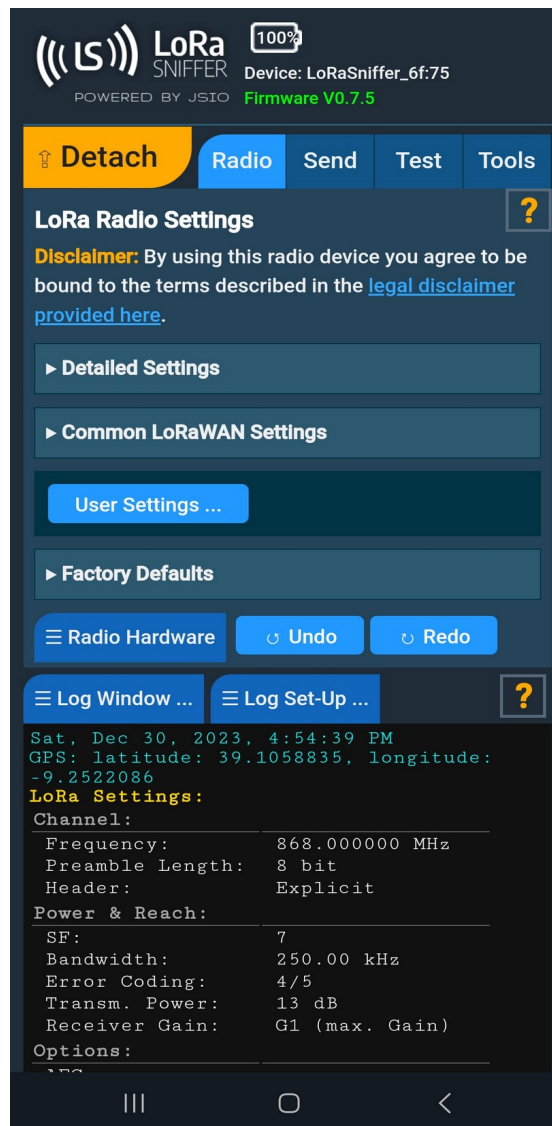 ((( LS ))) LoRa
SNIFFER
POWERED BY JSIO
100%
Device: LoRaSniffer_6f:75
Firmware V0.7.5
⇪ Detach
Radio
Send
Test
Tools
LoRa Radio Settings
?
Disclaimer: By using this radio device you agree to be
bound to the terms described in the legal disclaimer
provided here.
▸ Detailed Settings
▸ Common LoRaWAN Settings
User Settings ...
▸ Factory Defaults
☰ Radio Hardware
↺ Undo
↻ Redo
☰ Log Window ...
☰ Log Set-Up ...
?
Sat, Dec 30, 2023, 4:54:39 PM
GPS: latitude: 39.1058835, longitude:
-9.2522086
LoRa Settings:
Channel:
Frequency: 868.000000 MHz
Preamble Length: 8 bit
Header: Explicit
Power & Reach:
SF: 7
Bandwidth: 250.00 kHz
Error Coding: 4/5
Transm. Power: 13 dB
Receiver Gain: G1 (max. Gain)
Options: